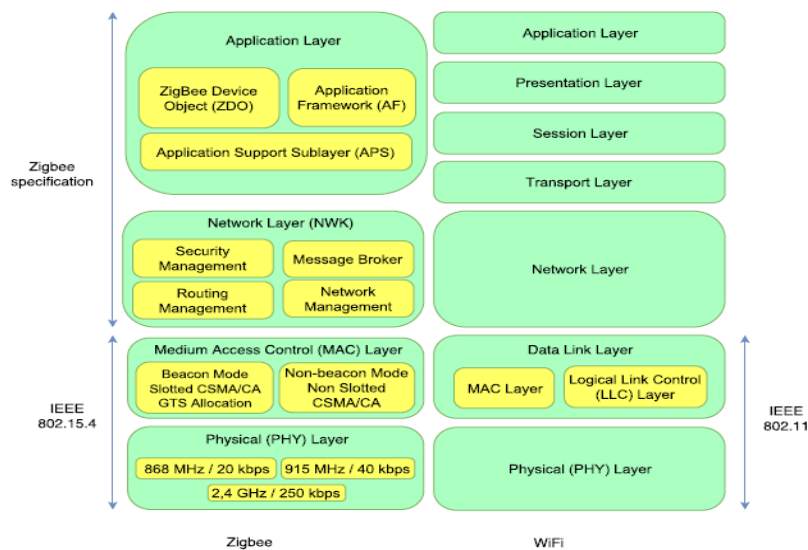 Application Layer
ZigBee Device
Object (ZDO)
Application
Framework (AF)
Application Support Sublayer (APS)
Zigbee
specification
Network Layer (NWK)
Security
Management
Message Broker
Routing
Management
Network
Management
Medium Access Control (MAC) Layer
Beacon Mode
Slotted CSMA/CA
GTS Allocation
Non-beacon Mode
Non Slotted
CSMA/CA
IEEE
802.15.4
Physical (PHY) Layer
868 MHz / 20 kbps
915 MHz / 40 kbps
2,4 GHz / 250 kbps
Zigbee
Application Layer
Presentation Layer
Session Layer
Transport Layer
Network Layer
Data Link Layer
MAC Layer
Logical Link Control
(LLC) Layer
IEEE
802.11
Physical (PHY) Layer
WiFi